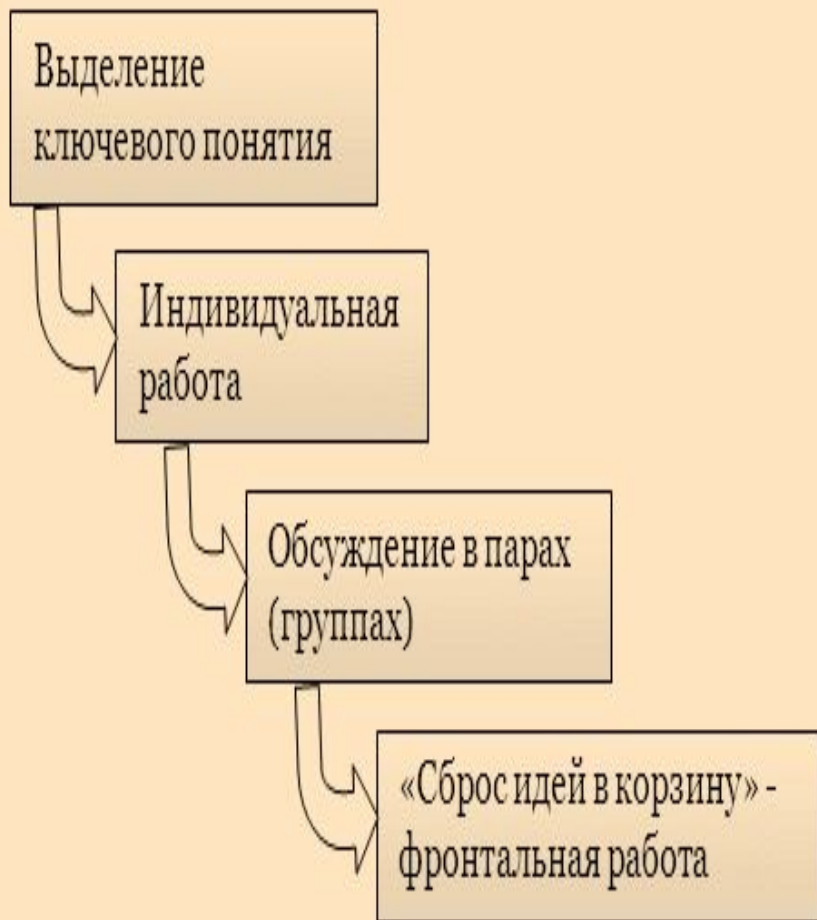 Выделение
ключевого понятия
Индивидуальная
работа
Обсуждение в парах
(группах)
«Сброс идей в корзину» -
фронтальная работа